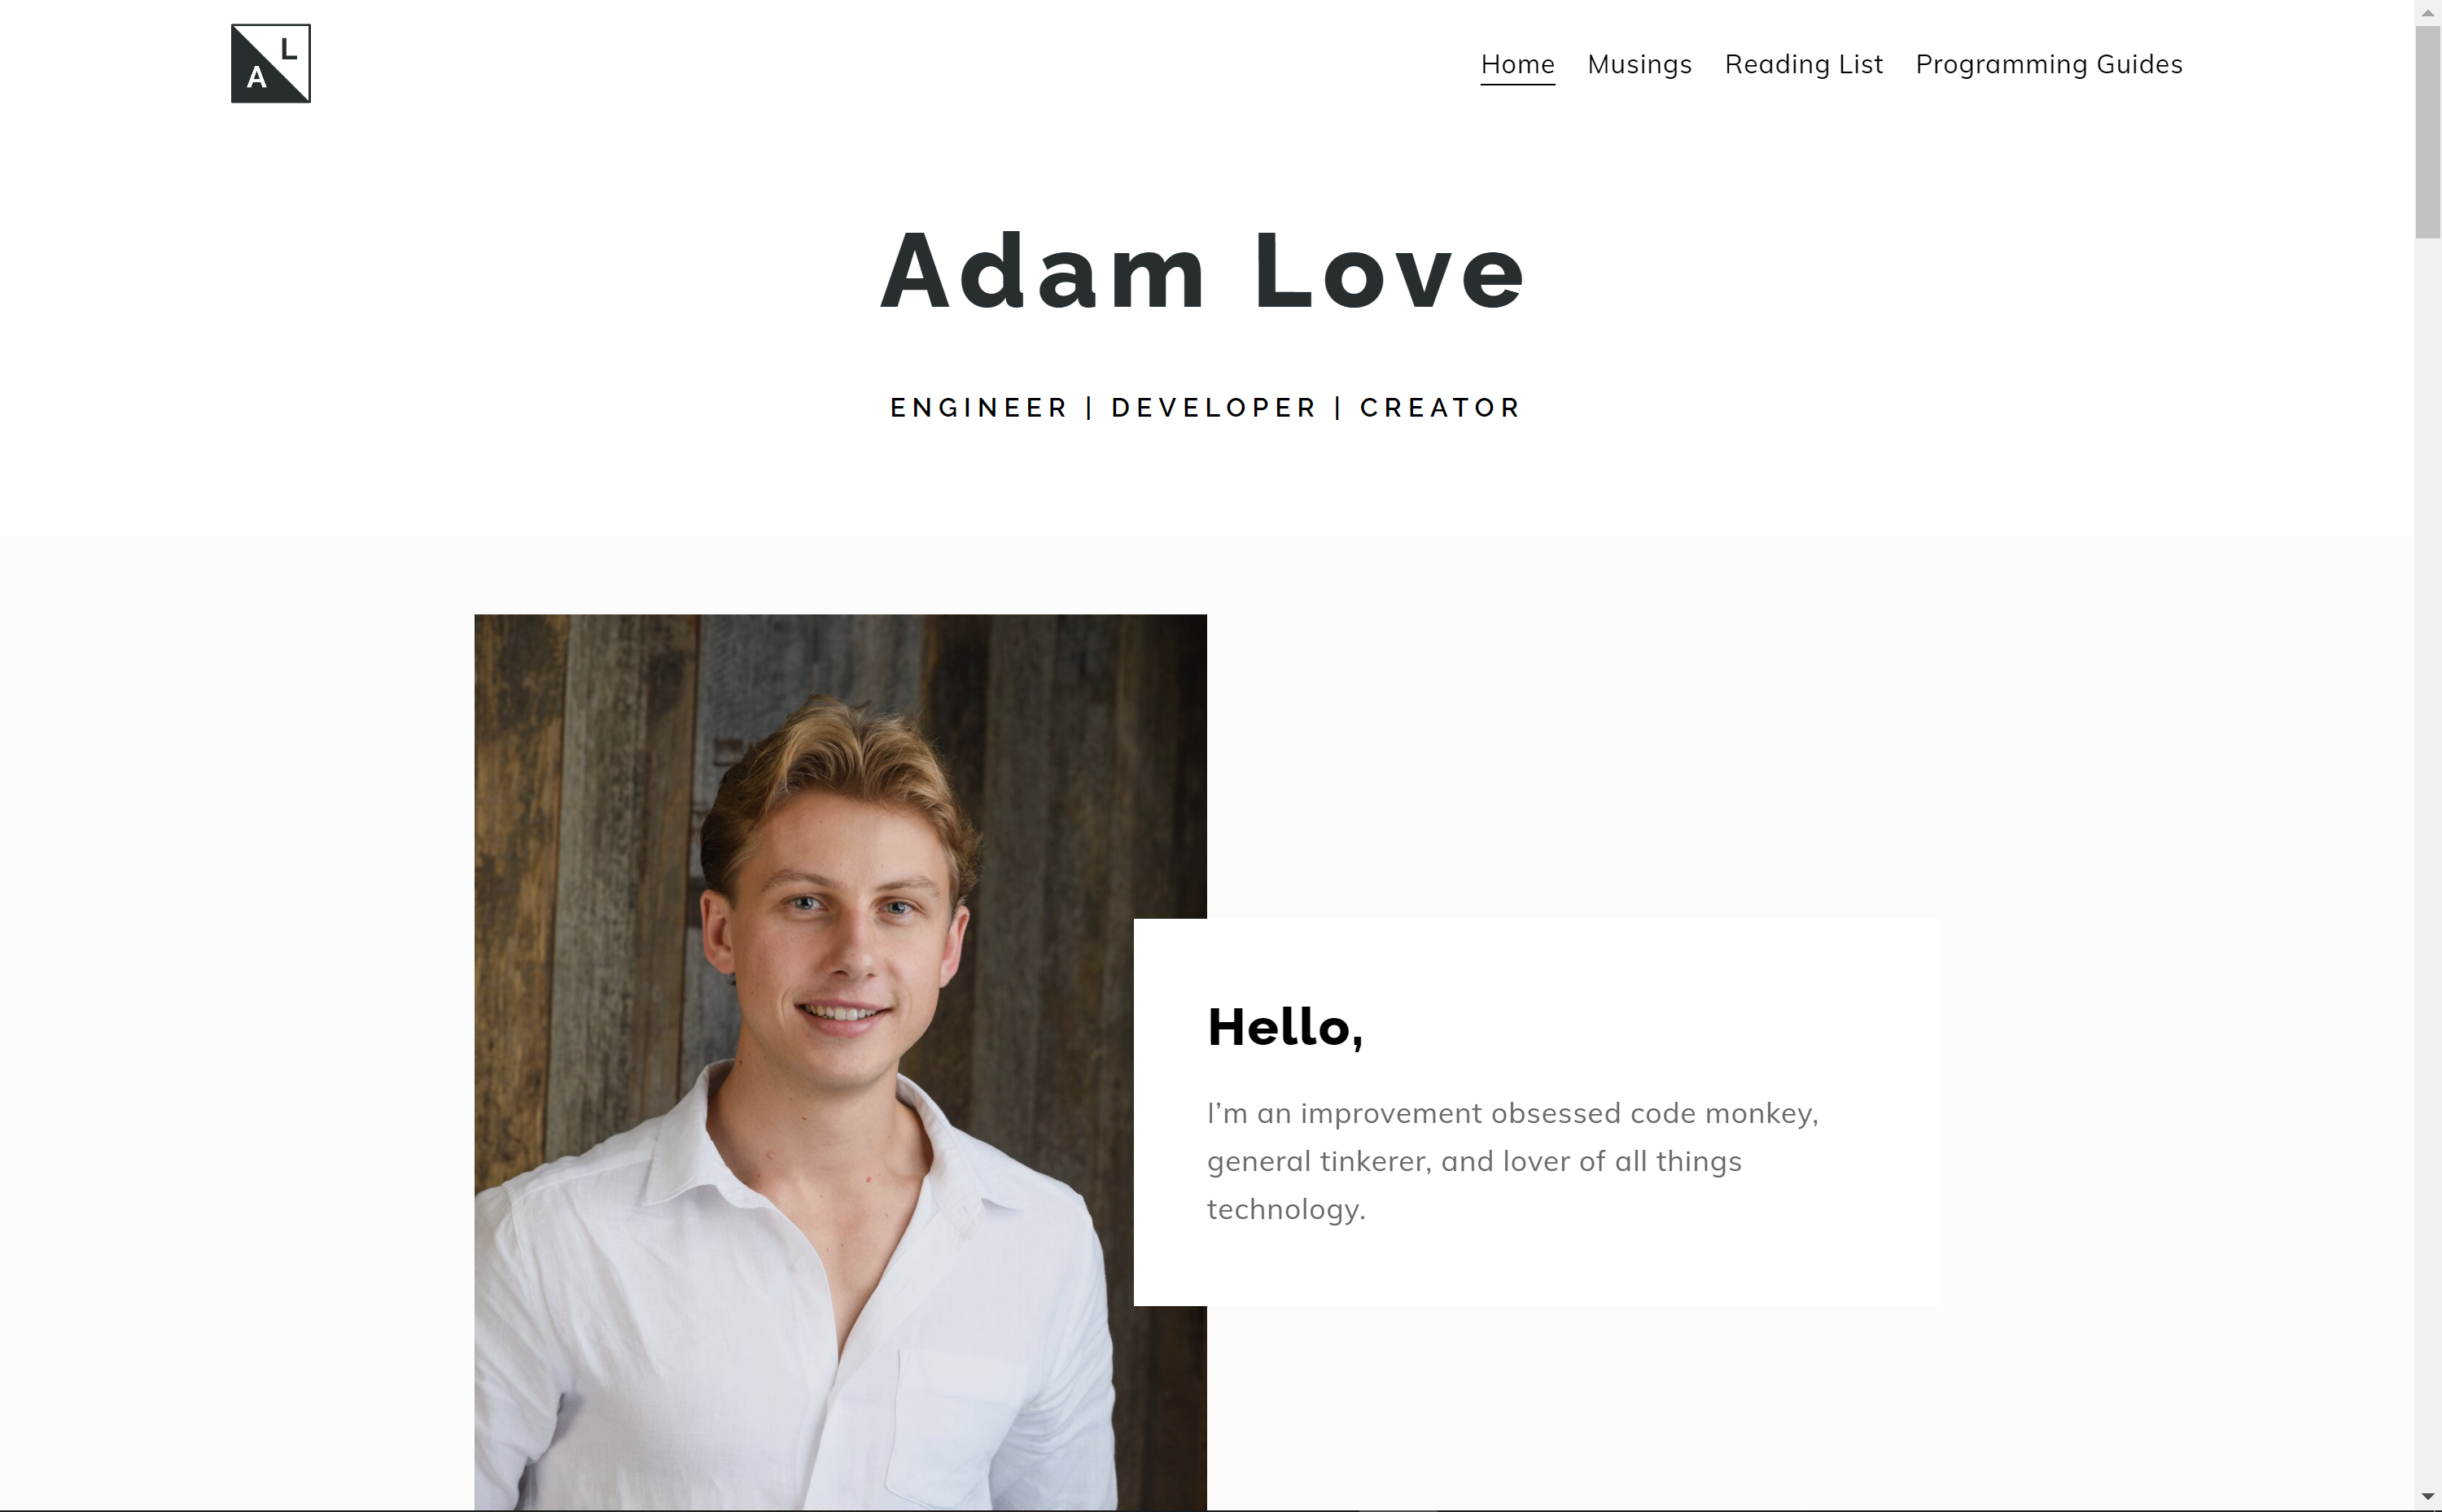 L
A
Home Musings Reading List Programming Guides
Adam Love
ENGINEER | DEVELOPER | CREATOR
Hello,
I’m an improvement obsessed code monkey,
general tinkerer, and lover of all things
technology.